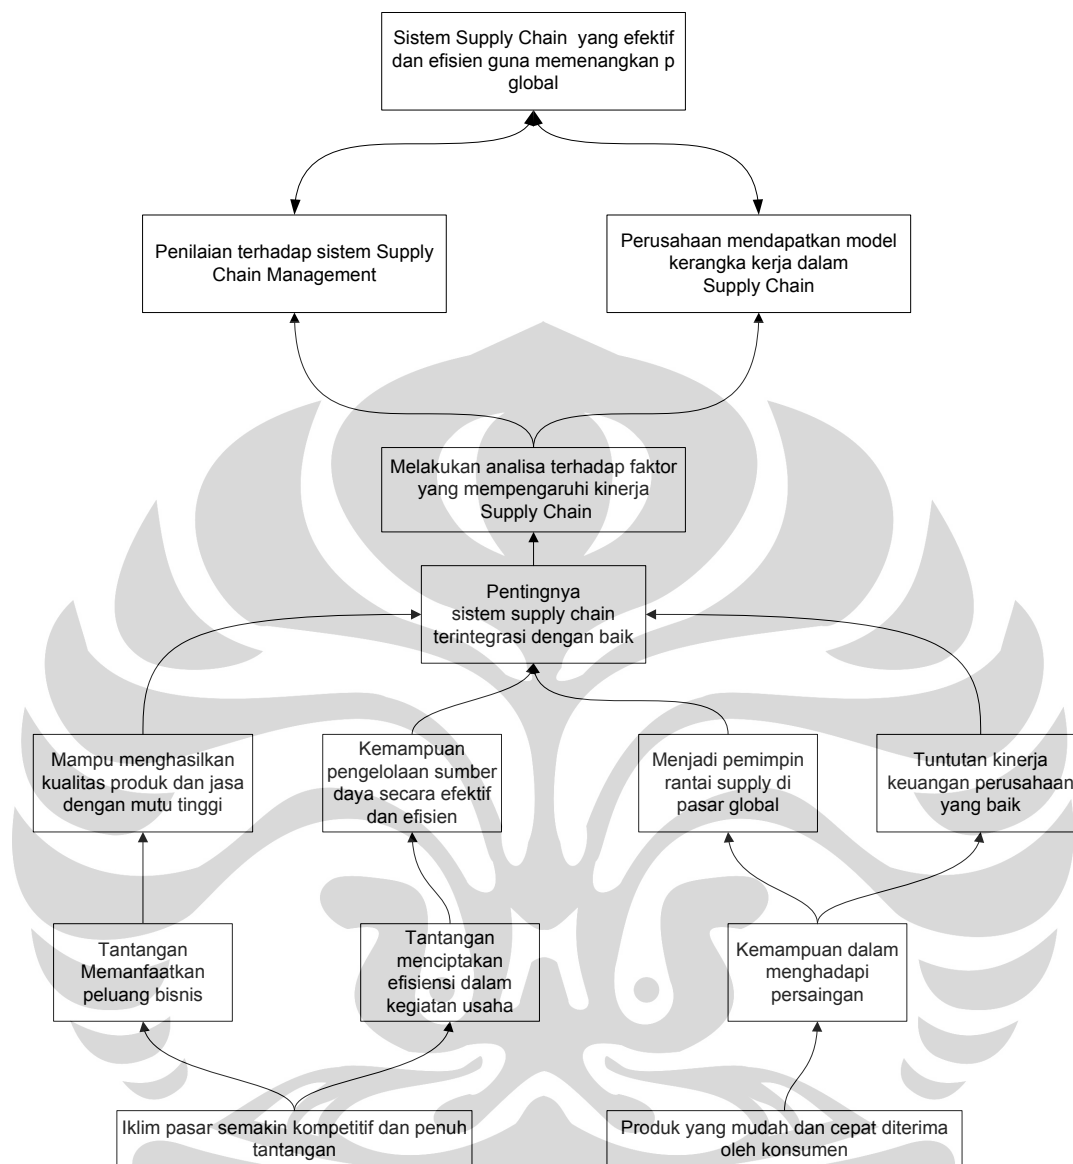 Sistem Supply Chain yang efektif
dan efisien guna memenangkan p
global
Penilaian terhadap sistem Supply
Chain Management
Perusahaan mendapatkan model
kerangka kerja dalam
Supply Chain
Melakukan analisa terhadap faktor
yang mempengaruhi kinerja
Supply Chain
Pentingnya
sistem supply chain
terintegrasi dengan baik
Mampu menghasilkan
kualitas produk dan jasa
dengan mutu tinggi
Kemampuan
pengelolaan sumber
daya secara efektif
dan efisien
Menjadi pemimpin
rantai supply di
pasar global
Tuntutan kinerja
keuangan perusahaan
yang baik
Tantangan
Memanfaatkan
peluang bisnis
Tantangan
menciptakan
efisiensi dalam
kegiatan usaha
Kemampuan dalam
menghadapi
persaingan
Iklim pasar semakin kompetitif dan penuh
tantangan
Produk yang mudah dan cepat diterima
oleh konsumen